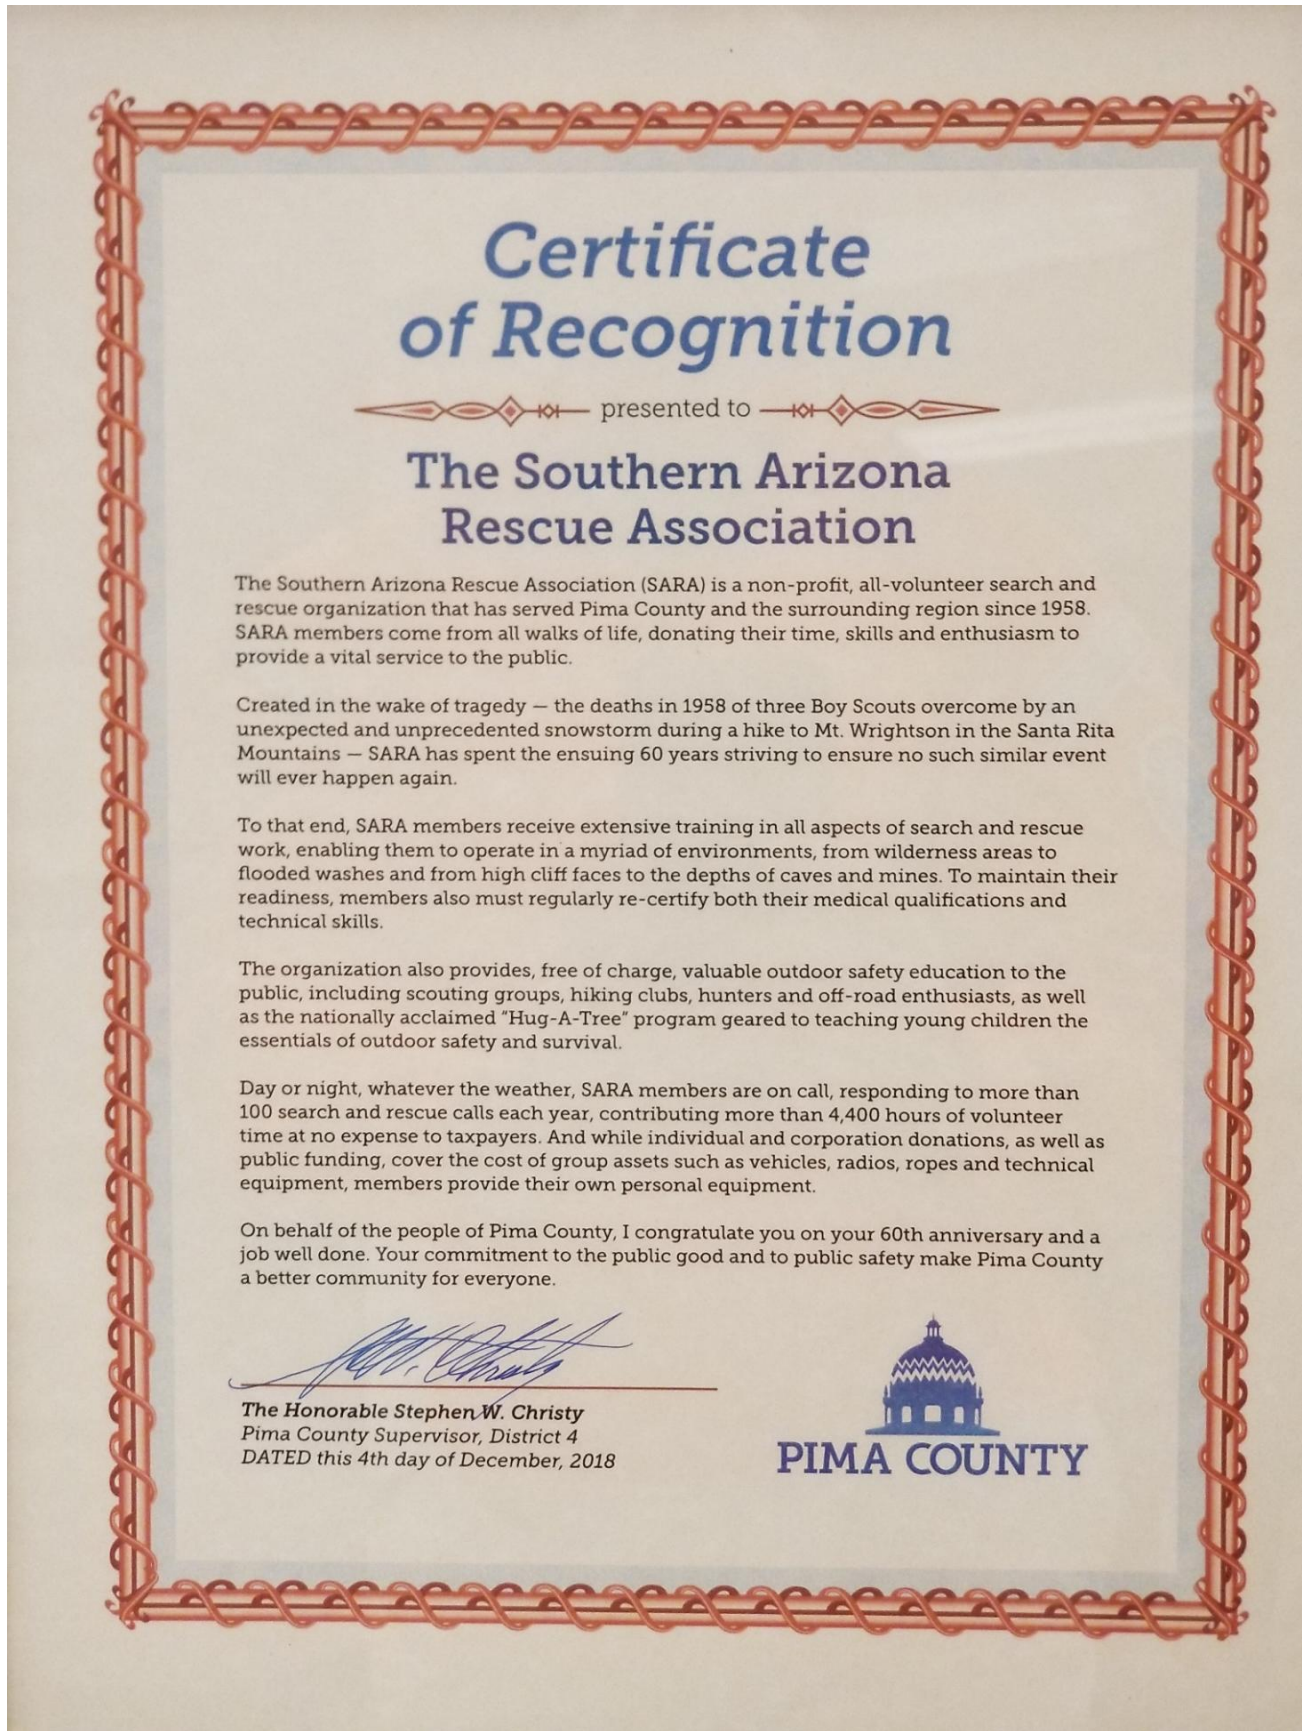 Certificate
of Recognition
presented to
The Southern Arizona
Rescue Association
The Southern Arizona Rescue Association (SARA) is a non-profit, all-volunteer search and
rescue organization that has served Pima County and the surrounding region since 1958.
SARA members come from all walks of life, donating their time, skills and enthusiasm to
provide a vital service to the public.
Created in the wake of tragedy — the deaths in 1958 of three Boy Scouts overcome by an
unexpected and unprecedented snowstorm during a hike to Mt. Wrightson in the Santa Rita
Mountains — SARA has spent the ensuing 60 years striving to ensure no such similar event
will ever happen again.
To that end, SARA members receive extensive training in all aspects of search and rescue
work, enabling them to operate in a myriad of environments, from wilderness areas to
flooded washes and from high cliff faces to the depths of caves and mines. To maintain their
readiness, members also must regularly re-certify both their medical qualifications and
technical skills.
The organization also provides, free of charge, valuable outdoor safety education to the
public, including scouting groups, hiking clubs, hunters and off-road enthusiasts, as well
as the nationally acclaimed "Hug-A-Tree" program geared to teaching young children the
essentials of outdoor safety and survival.
Day or night, whatever the weather, SARA members are on call, responding to more than
100 search and rescue calls each year, contributing more than 4,400 hours of volunteer
time at no expense to taxpayers. And while individual and corporation donations, as well as
public funding, cover the cost of group assets such as vehicles, radios, ropes and technical
equipment, members provide their own personal equipment.
On behalf of the people of Pima County, I congratulate you on your 60th anniversary and a
job well done. Your commitment to the public good and to public safety make Pima County
a better community for everyone.
The Honorable Stephen W. Christy
Pima County Supervisor, District 4
DATED this 4th day of December, 2018
PIMA COUNTY